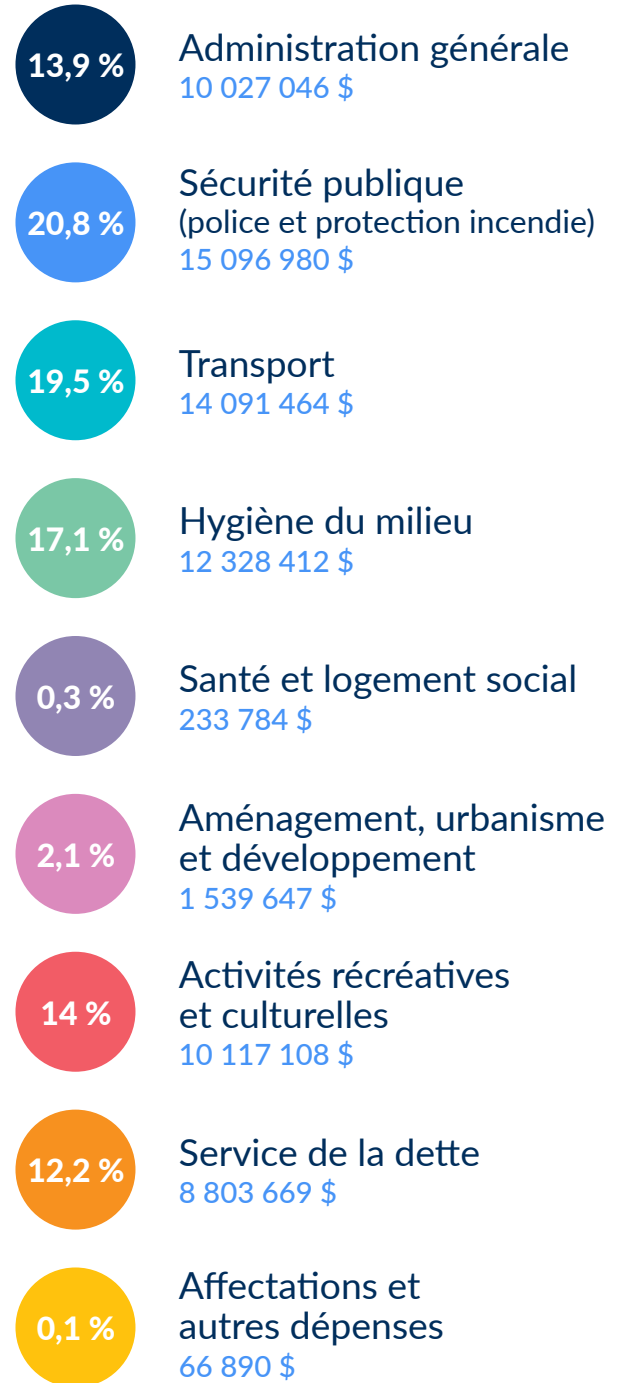 13,9 %
Administration générale
10 027 046 $
20,8 %
Sécurité publique
(police et protection incendie)
15 096 980 $
19,5 %
Transport
14 091 464 $
17,1 %
Hygiène du milieu
12 328 412 $
0,3 %
Santé et logement social
233 784 $
2,1 %
Aménagement, urbanisme
et développement
1 539 647 $
14 %
Activités récréatives
et culturelles
10 117 108 $
12,2 %
Service de la dette
8 803 669 $
0,1 %
Affectations et
autres dépenses
66 890 $